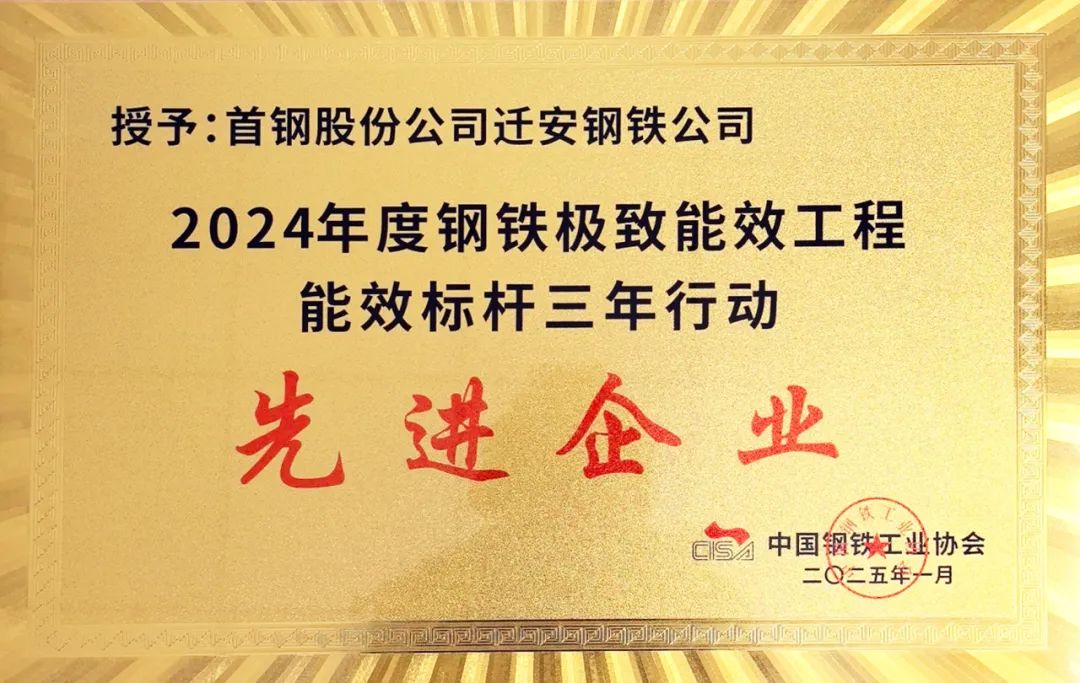 授予：首钢股份公司迁安钢铁公司
2024年度钢铁极致能效工程
能效标杆三年行动
先进企业
CISA 中国钢铁工业协会
二〇二五年一月